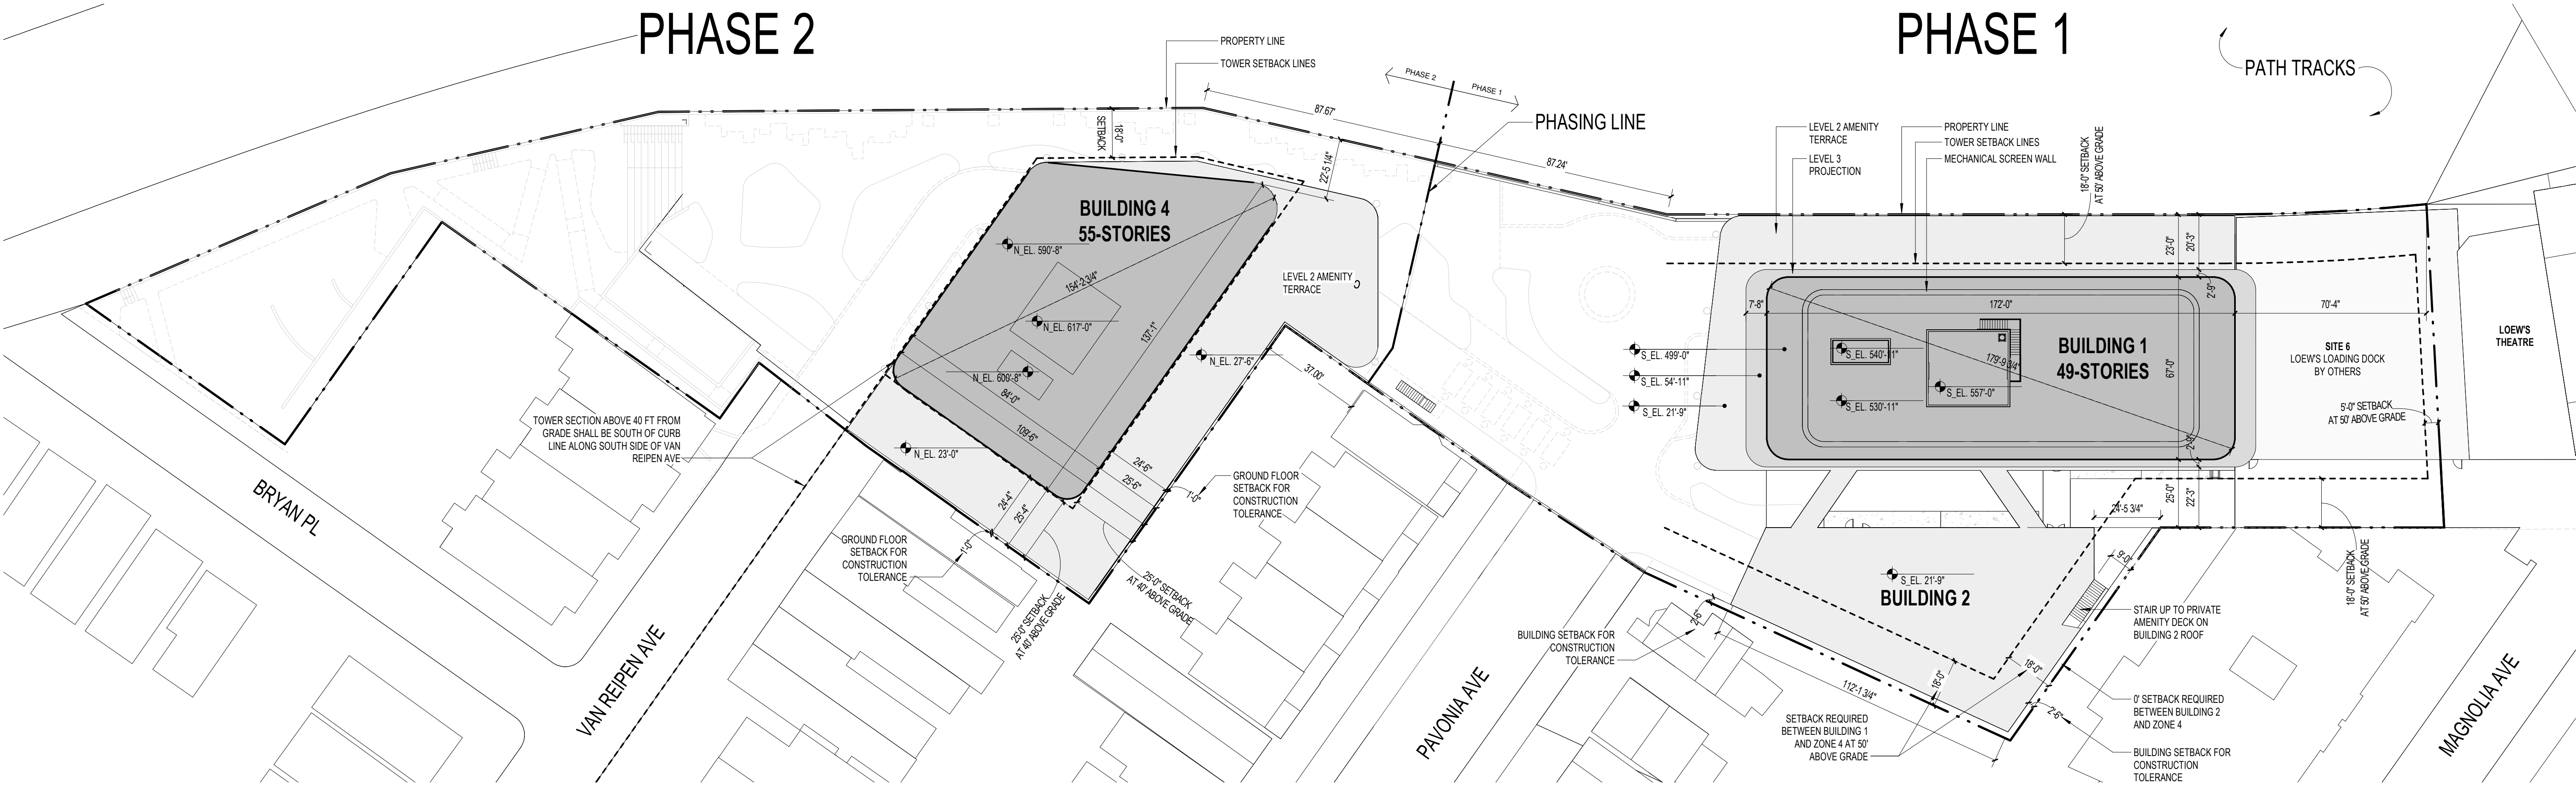 PHASE 2
PHASE 1
PROPERTY LINE
TOWER SETBACK LINES
PHASE 2
PHASE 1
87.67'
87.24'
18'-0"
SETBACK
22'-5 1/4"
PHASING LINE
PATH TRACKS
LEVEL 2 AMENITY
TERRACE
LEVEL 3
PROJECTION
PROPERTY LINE
TOWER SETBACK LINES
MECHANICAL SCREEN WALL
18'-0" SETBACK
AT 50' ABOVE GRADE
BUILDING 4
55-STORIES
N_EL. 590'-8"
154'-2 3/4"
N_EL. 617'-0"
137'-1"
N_EL. 600'-8"
84'-0"
109'-6"
LEVEL 2 AMENITY
TERRACE
N_EL. 27'-6"
37.00'
N_EL. 23'-0"
24'-6"
25'-6"
24'-4"
25'-4"
1'-0"
1'-0"
TOWER SECTION ABOVE 40 FT FROM
GRADE SHALL BE SOUTH OF CURB
LINE ALONG SOUTH SIDE OF VAN
REIPEN AVE
GROUND FLOOR
SETBACK FOR
CONSTRUCTION
TOLERANCE
GROUND FLOOR
SETBACK FOR
CONSTRUCTION
TOLERANCE
25'-0" SETBACK
AT 40' ABOVE GRADE
25'-0" SETBACK
AT 40' ABOVE GRADE
23'-0"
20'-3"
2'-9"
7'-8"
172'-0"
70'-4"
S_EL. 499'-0"
S_EL. 54'-11"
S_EL. 21'-9"
S_EL. 540'-11"
S_EL. 530'-11"
S_EL. 557'-0"
179'-9 3/4"
BUILDING 1
49-STORIES
67'-0"
2'-9"
SITE 6
LOEW'S LOADING DOCK
BY OTHERS
LOEW'S
THEATRE
5'-0" SETBACK
AT 50' ABOVE GRADE
25'-0"
22'-3"
24'-5 3/4"
9'-0"
18'-0" SETBACK
AT 50' ABOVE GRADE
S_EL. 21'-9"
BUILDING 2
STAIR UP TO PRIVATE
AMENITY DECK ON
BUILDING 2 ROOF
2'-6"
BUILDING SETBACK FOR
CONSTRUCTION
TOLERANCE
112'-1 3/4"
18'-0"
18'-0"
SETBACK REQUIRED
BETWEEN BUILDING 1
AND ZONE 4 AT 50'
ABOVE GRADE
0' SETBACK REQUIRED
BETWEEN BUILDING 2
AND ZONE 4
2'-6"
BUILDING SETBACK FOR
CONSTRUCTION
TOLERANCE
BRYAN PL
VAN REIPEN AVE
PAVONIA AVE
MAGNOLIA AVE